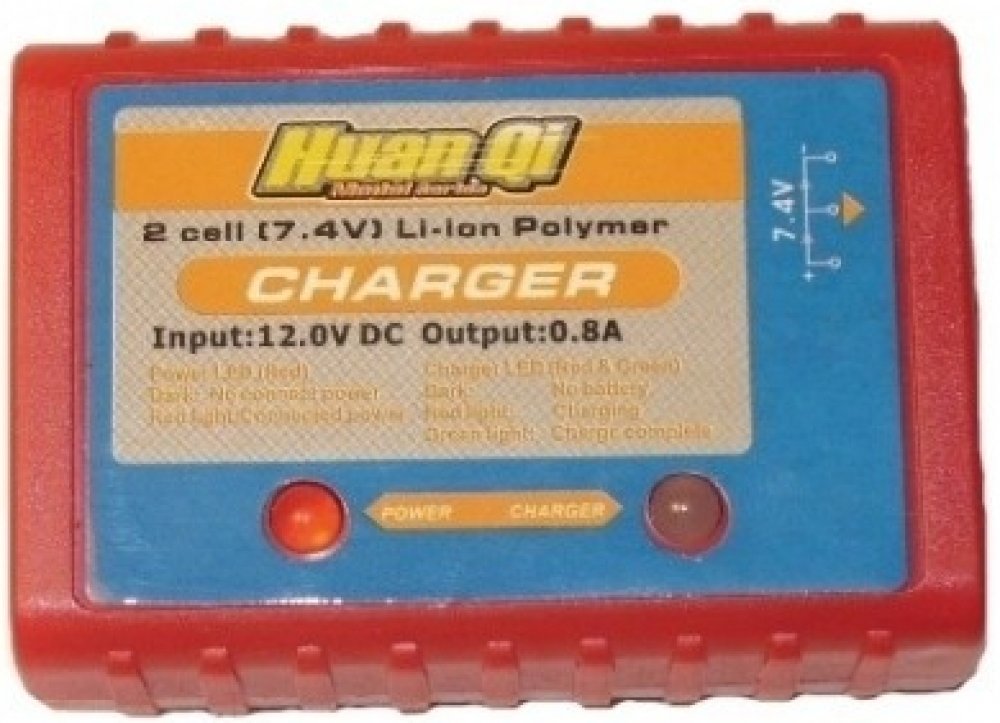 Huan Qi
Model Series
2 cell (7.4V) Li-ion Polymer
CHARGER
Input:12.0V DC Output:0.8A
Power LED (Red)
Dark: No connect power
Red light:Connected power
Charger LED (Red & Green)
Dark: No battery
Red light: Charging
Green light: Charge complete
POWER CHARGER
- 7.4V +